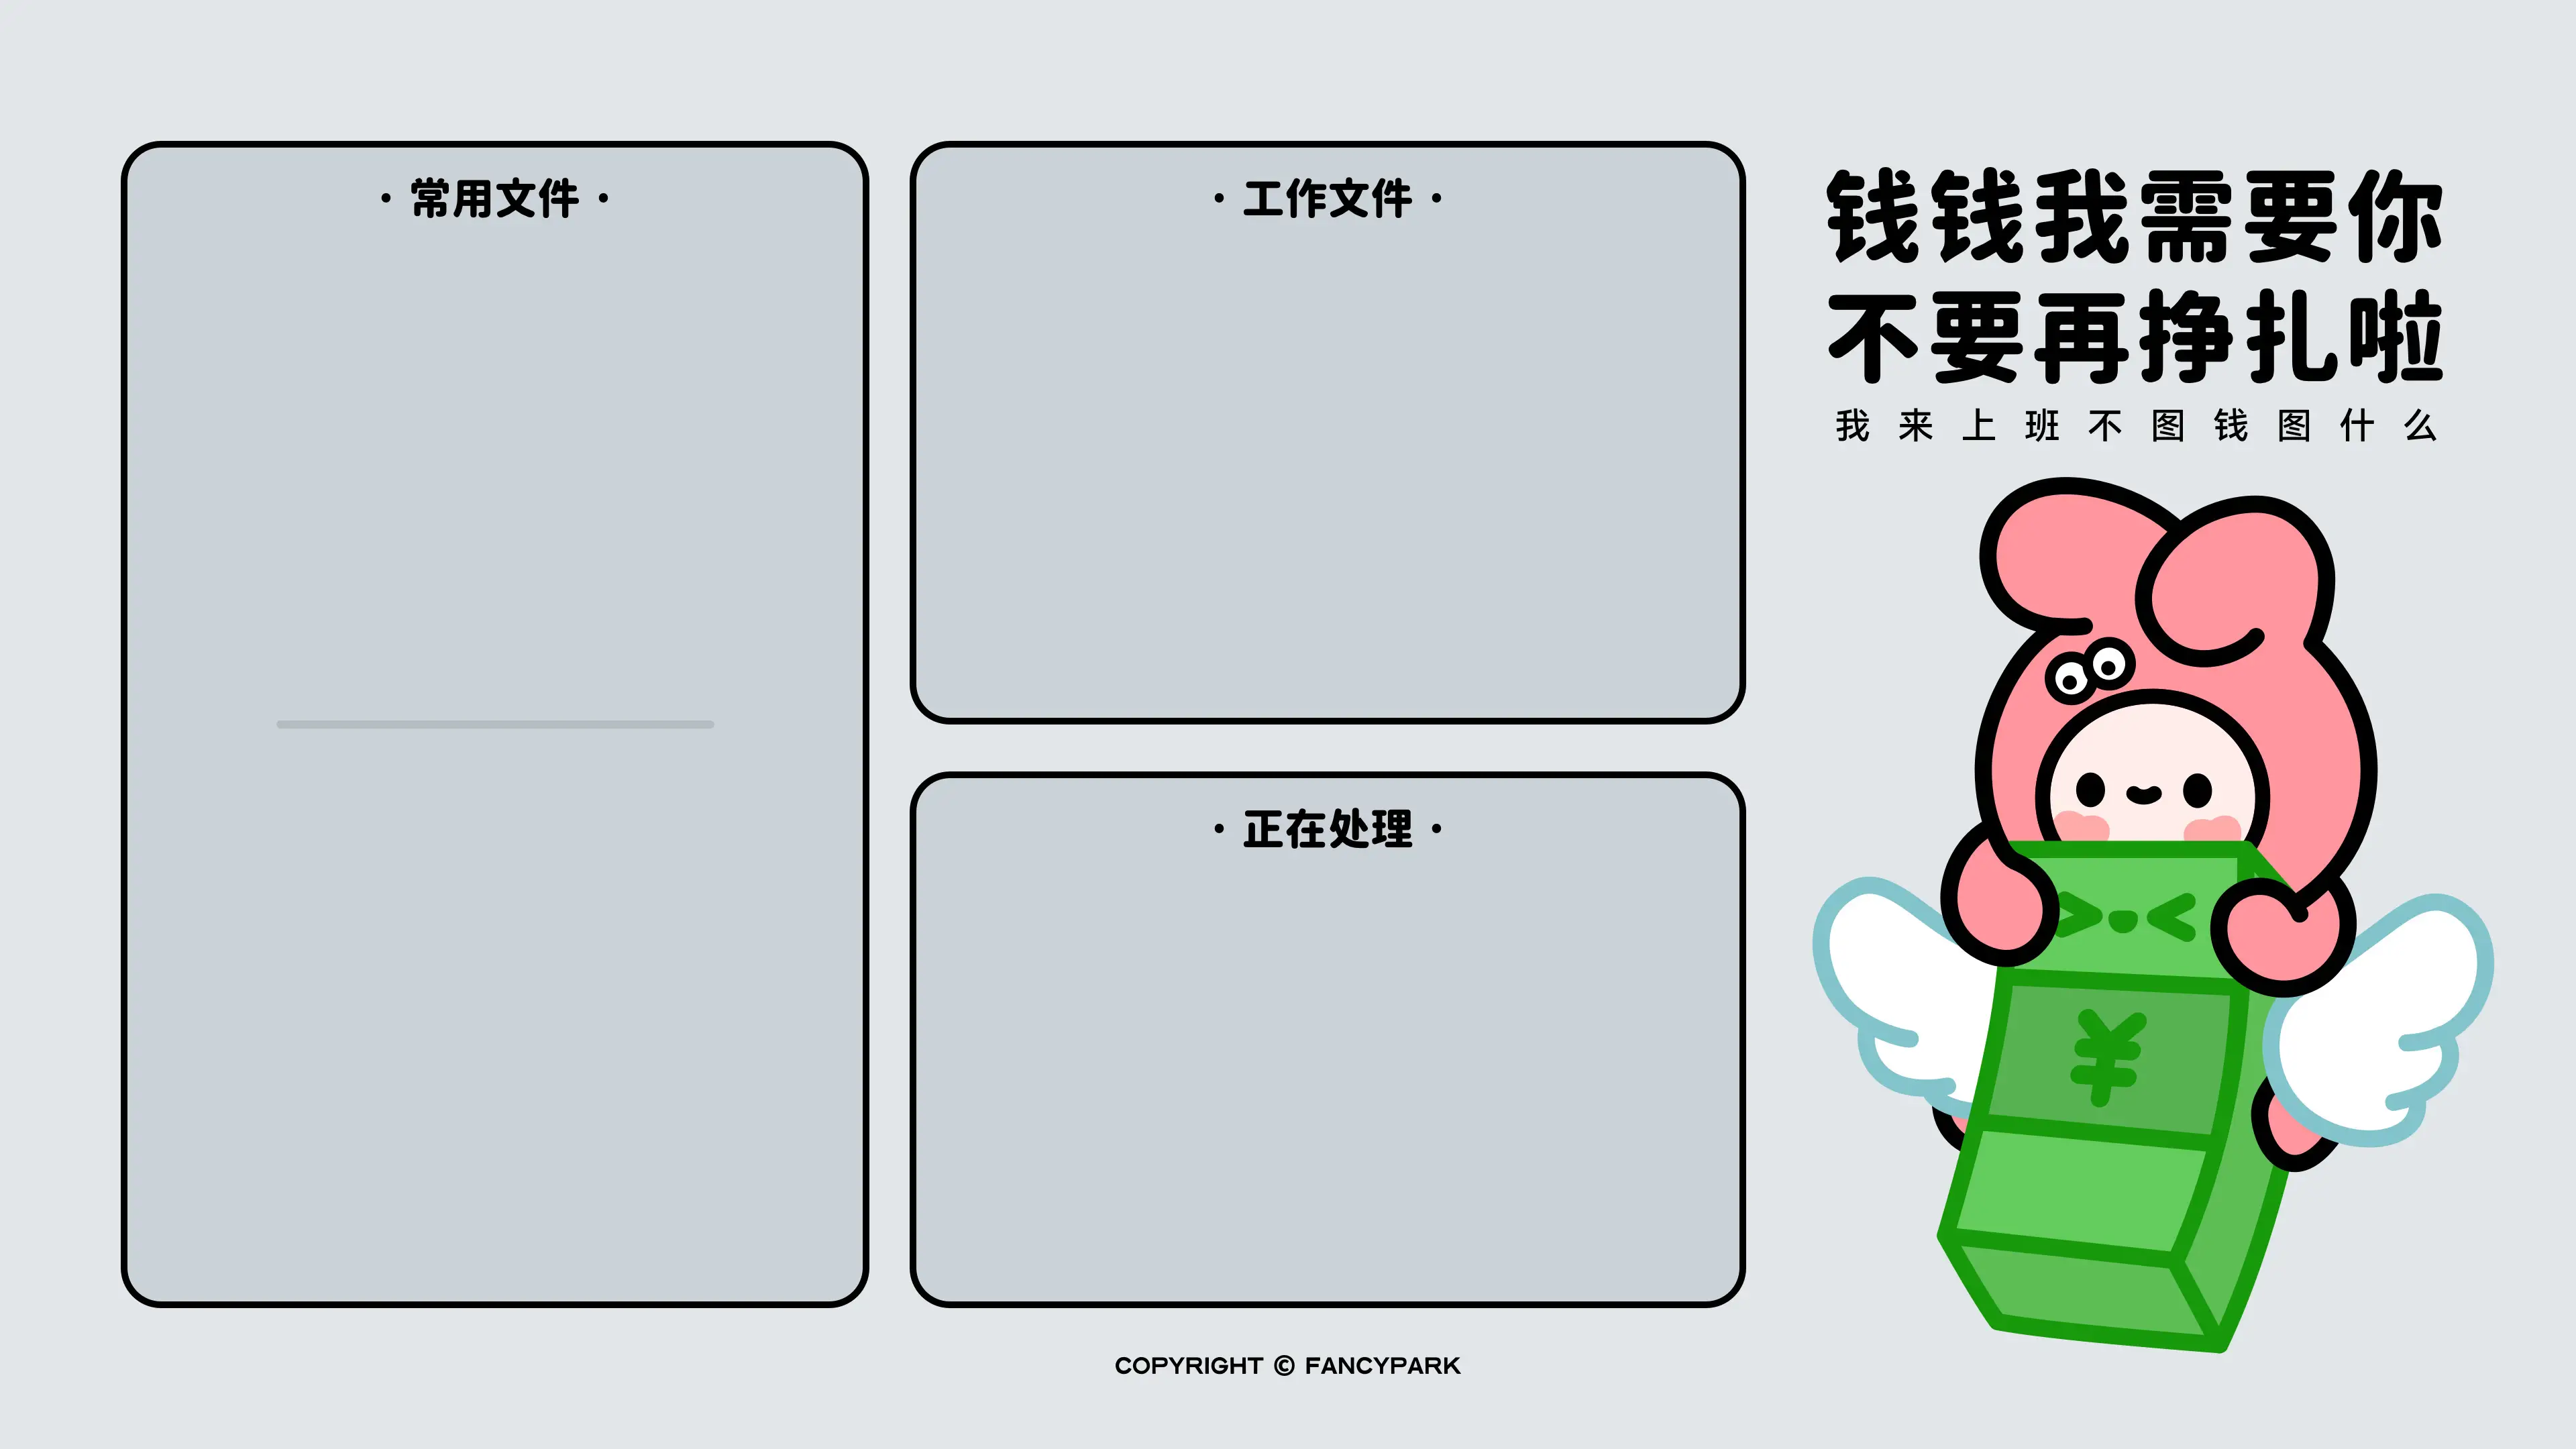 · 常用文件 ·
· 工作文件 ·
· 正在处理 ·
钱钱我需要你
不要再挣扎啦
我来上班不图钱图什么
¥
COPYRIGHT © FANCYPARK